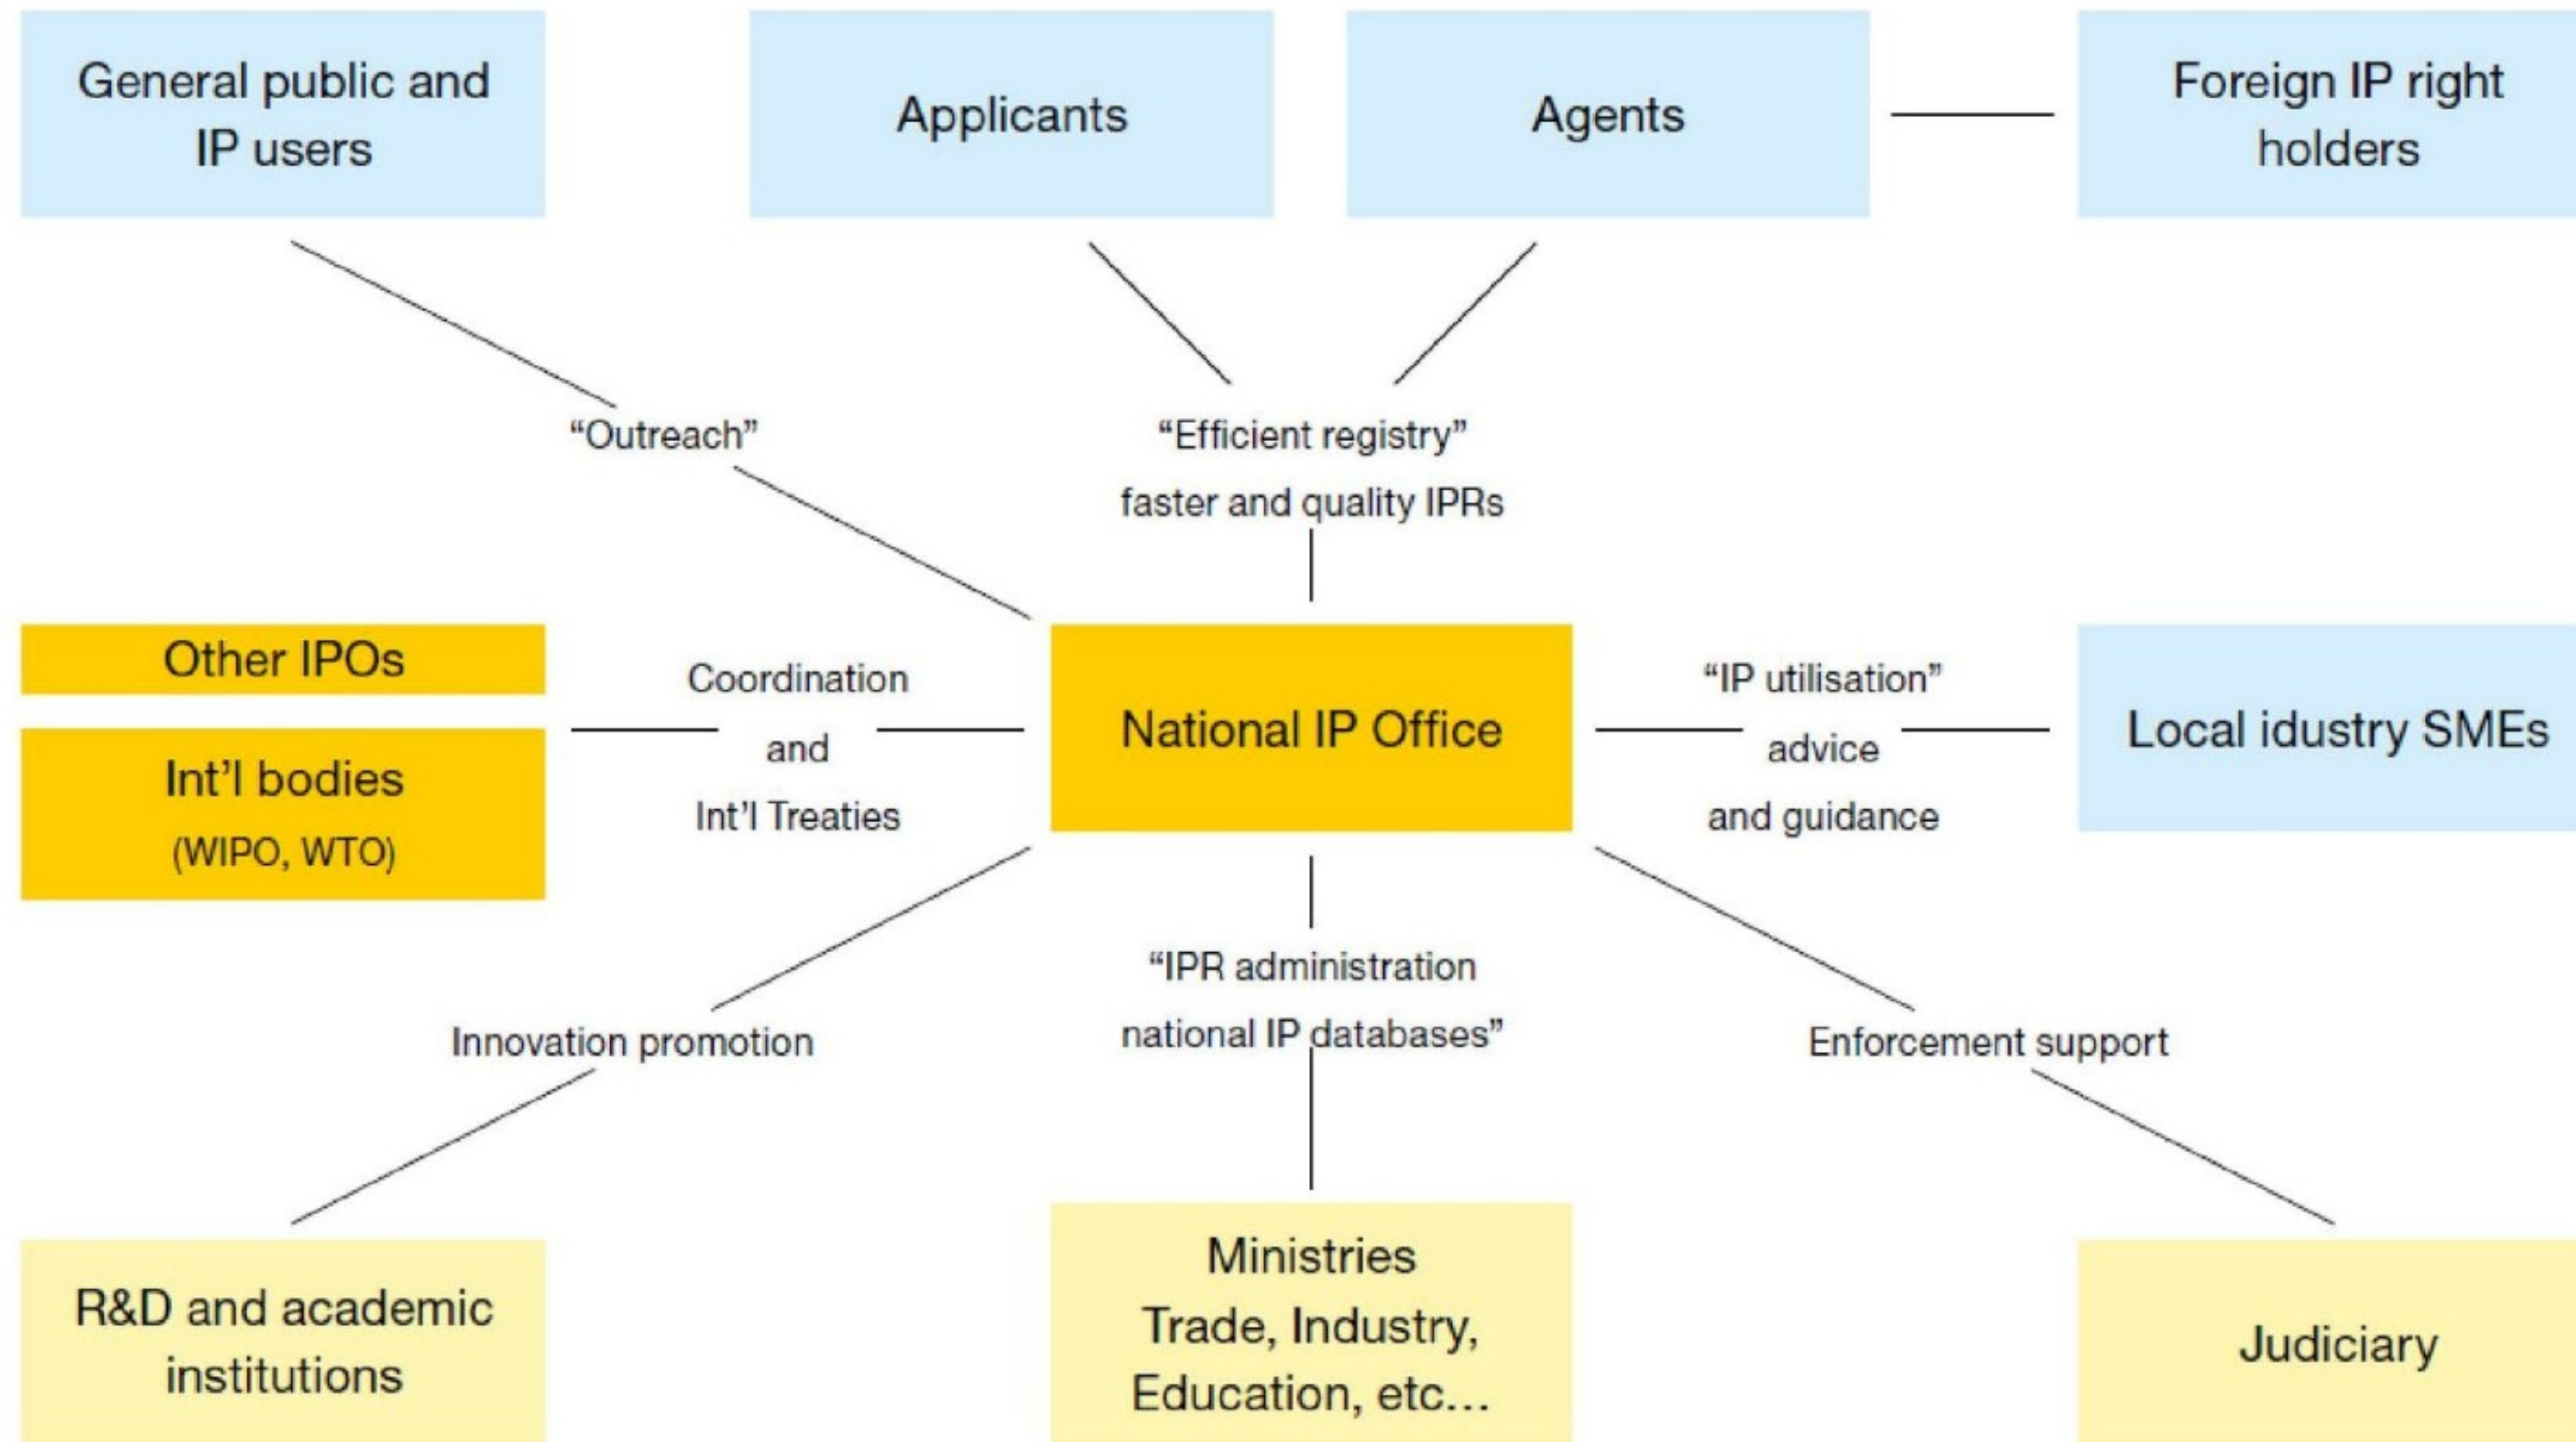 General public and
IP users
Applicants
Agents
Foreign IP right
holders
“Outreach”
“Efficient registry”
faster and quality IPRs
Other IPOs
Int’l bodies
(WIPO, WTO)
Coordination
and
Int’l Treaties
National IP Office
“IP utilisation”
advice
and guidance
Local idustry SMEs
Innovation promotion
“IPR administration
national IP databases”
Enforcement support
R&D and academic
institutions
Ministries
Trade, Industry,
Education, etc...
Judiciary